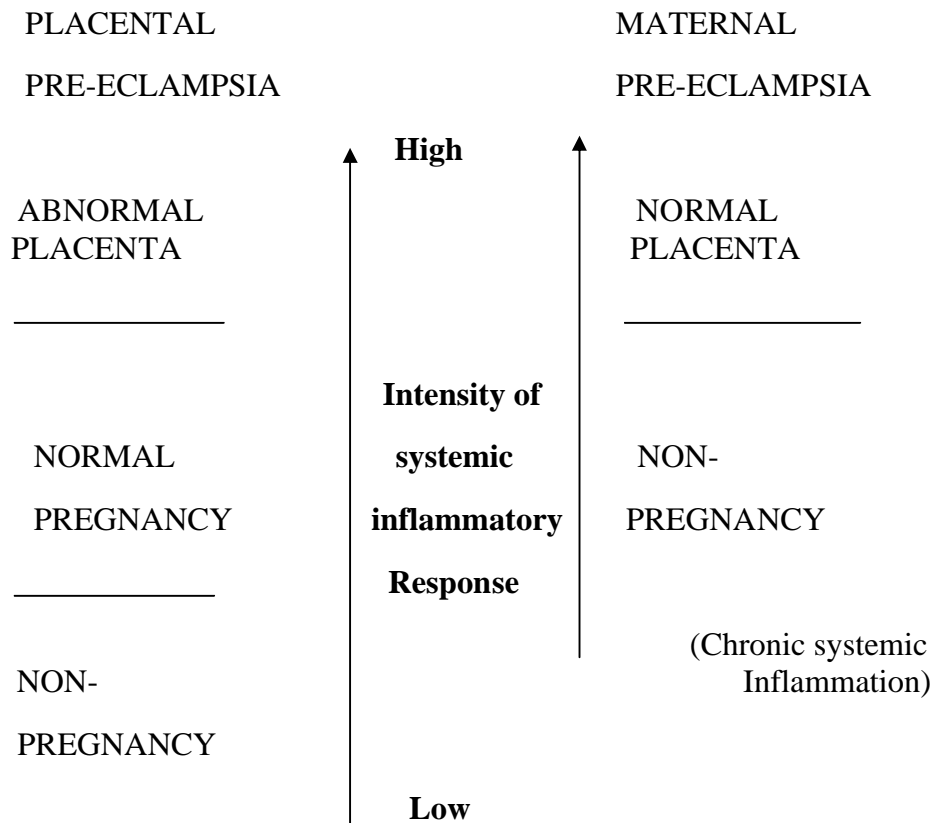 PLACENTAL
PRE-ECLAMPSIA
MATERNAL
PRE-ECLAMPSIA
High
ABNORMAL
PLACENTA
NORMAL
PLACENTA
Intensity of
systemic
inflammatory
Response
NORMAL
PREGNANCY
NON-
PREGNANCY
(Chronic systemic
Inflammation)
NON-
PREGNANCY
Low